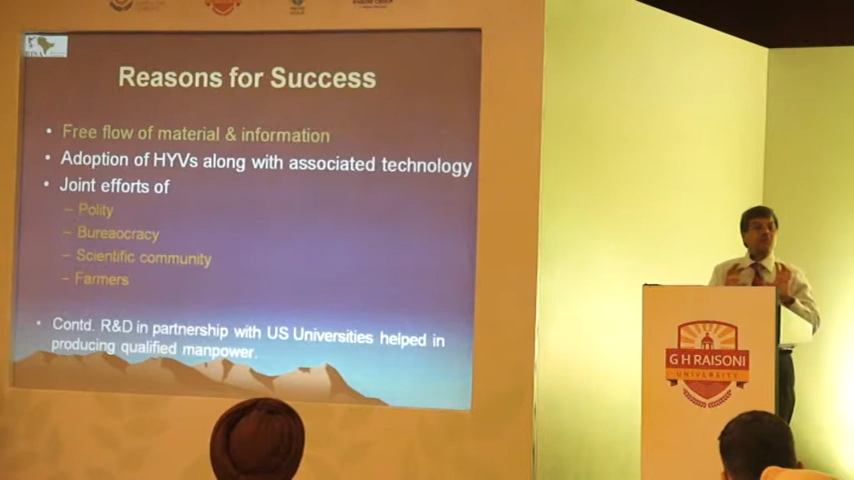 Reasons for Success
• Free flow of material & information
• Adoption of HYVs along with associated technology
• Joint efforts of
– Polity
– Bureaocracy
– Scientific community
– Farmers
• Contd. R&D in partnership with US Universities helped in
producing qualified manpower.
G H RAISONI
UNIVERSITY